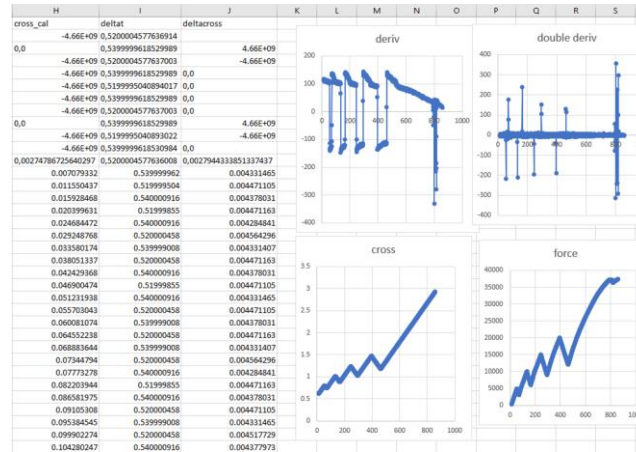 H I J K L M N O P Q R S
cross_cal deltat deltacross
-4.66E+09 0,5200004577636914
0,0 0,5399999618529989 4.66E+09
-4.66E+09 0,5200004577637003 -4.66E+09
-4.66E+09 0,5399999618529989 0,0
-4.66E+09 0,5199995040894017 0,0
-4.66E+09 0,5399999618529989 0,0
-4.66E+09 0,5200004577637003 0,0
0,0 0,5399999618529989 4.66E+09
-4.66E+09 0,5199995040893022 -4.66E+09
-4.66E+09 0,5399999618530984 0,0
0,00274786725640297 0,5200004577636008 0,0027944333851337437
0.007079332 0.539999962 0.004331465
0.011550437 0.519999504 0.004471105
0.015928468 0.540000916 0.004378031
0.020399631 0.51999855 0.004471163
0.024684472 0.540000916 0.004284841
0.029248768 0.520000458 0.004564296
0.033580174 0.539999008 0.004331407
0.038051337 0.520000458 0.004471163
0.042429368 0.540000916 0.004378031
0.046900474 0.51999855 0.004471105
0.051231938 0.540000916 0.004331465
0.055703043 0.520000458 0.004471105
0.060081074 0.539999008 0.004378031
0.064552238 0.520000458 0.004471163
0.068883644 0.539999008 0.004331407
0.07344794 0.520000458 0.004564296
0.07773278 0.540000916 0.004284841
0.082203944 0.51999855 0.004471163
0.086581975 0.540000916 0.004378031
0.09105308 0.520000458 0.004471105
0.095384545 0.539999008 0.004331465
0.099902274 0.520000458 0.004517729
0.104280247 0.540000916 0.004377973
deriv
200
100
0
-100
-200
-300
-400
0 200 400 600 800 1000
double deriv
400
300
200
100
0
-100
-200
-300
-400
0 200 400 600 800
cross
3.5
3
2.5
2
1.5
1
0.5
0
0 200 400 600 800 1000
force
40000
35000
30000
25000
20000
15000
10000
5000
0
0 100 200 300 400 500 600 700 800 900